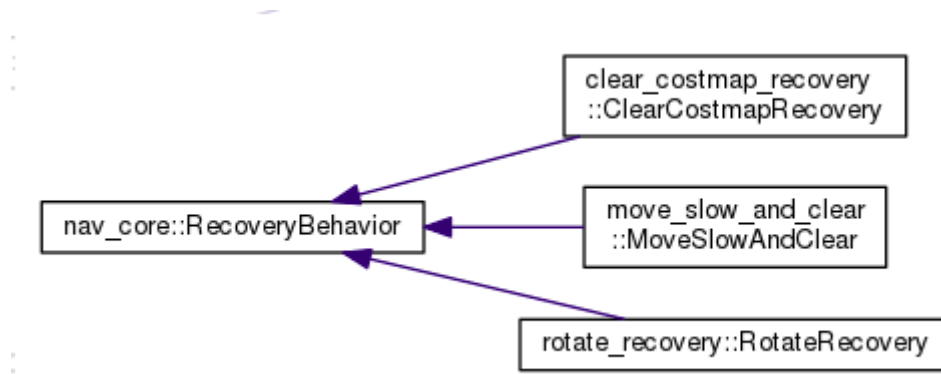 clear_costmap_recovery
::ClearCostmapRecovery
nav_core::RecoveryBehavior
move_slow_and_clear
::MoveSlowAndClear
rotate_recovery::RotateRecovery